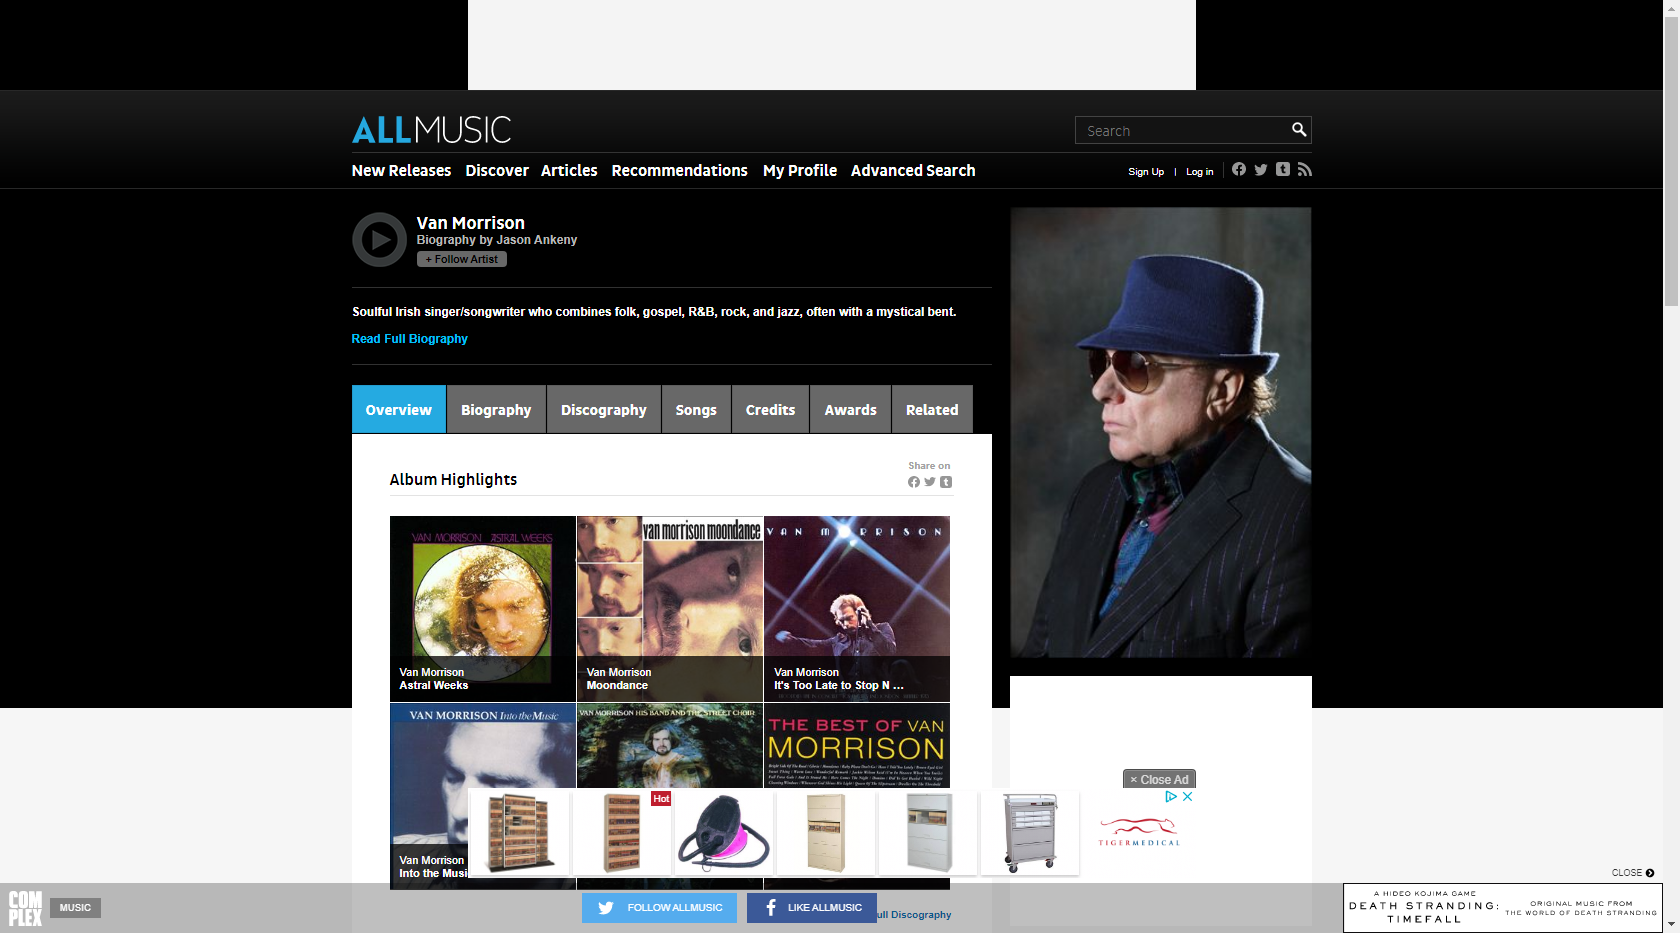 ALLMUSIC
Search
New Releases Discover Articles Recommendations My Profile Advanced Search
Sign Up | Log in
Van Morrison
Biography by Jason Ankeny
+ Follow Artist
Soulful Irish singer/songwriter who combines folk, gospel, R&B, rock, and jazz, often with a mystical bent.
Read Full Biography
Overview Biography Discography Songs Credits Awards Related
Album Highlights
Share on
VAN MORRISON ASTRAL WEEKS
van morrison moondance
VAN MORRISON
Van Morrison
Astral Weeks
Van Morrison
Moondance
Van Morrison
It's Too Late to Stop N ...
VAN MORRISON Into the Music
VAN MORRISON HIS BAND AND THE STREET CHOIR
THE BEST OF VAN
MORRISON
Van Morrison
Into the Musi
Hot
× Close Ad
TIGERMEDICAL
CLOSE
COM
PLEX
MUSIC
FOLLOW ALLMUSIC
LIKE ALLMUSIC
ull Discography
A HIDEO KOJIMA GAME
DEATH STRANDING:
TIMEFALL
ORIGINAL MUSIC FROM
THE WORLD OF DEATH STRANDING